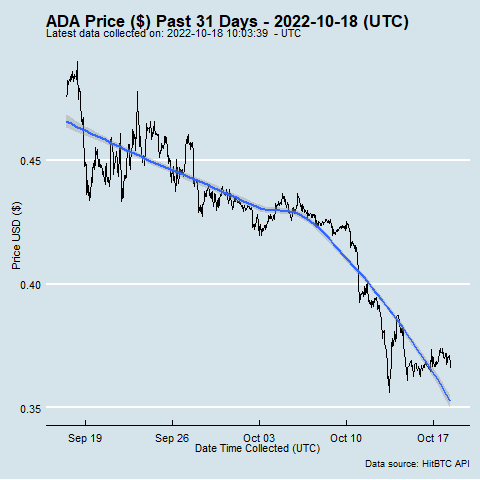 ADA Price ($) Past 31 Days - 2022-10-18 (UTC)
Latest data collected on: 2022-10-18 10:03:39 - UTC
Price USD ($)
0.45
0.40
0.35
Sep 19 Sep 26 Oct 03 Oct 10 Oct 17
Date Time Collected (UTC)
Data source: HitBTC API